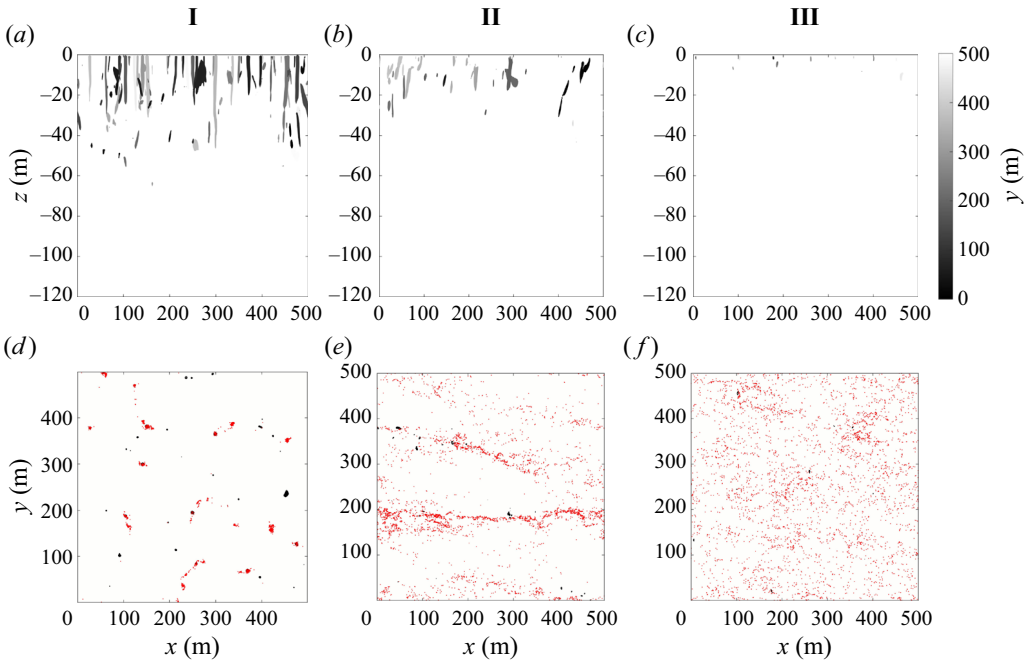 I II III
(a) (b) (c)
0 0 0 500
–20 –20 –20
400
–40 –40 –40
z (m) –60 –60 –60 300 y (m)
–80 –80 –80 200
–100 –100 –100 100
–120 –120 –120 0
0 100 200 300 400 500 0 100 200 300 400 500 0 100 200 300 400 500
(d) (e) (f)
500 500
400 400 400
300 300 300
y (m) 200 200 200
100 100 100
0 100 200 300 400 500 0 100 200 300 400 500 0 100 200 300 400 500
x (m) x (m) x (m)